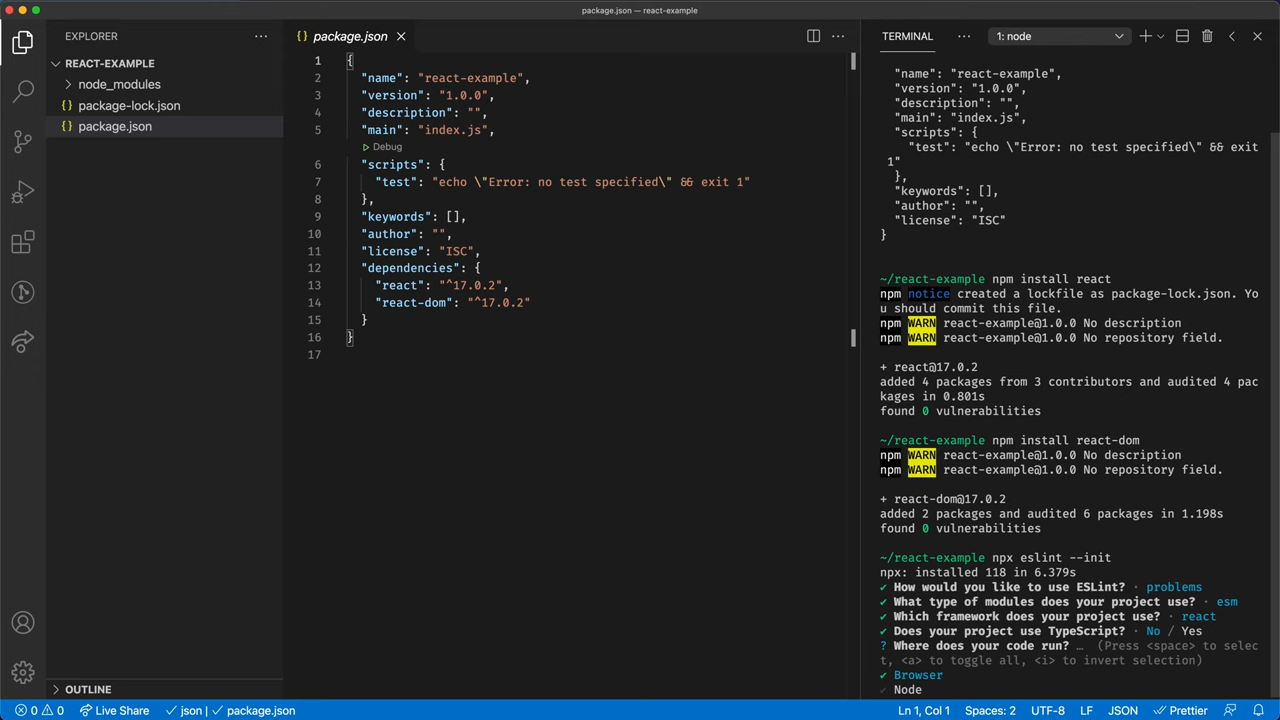 package.json — react-example
EXPLORER
REACT-EXAMPLE
node_modules
{} package-lock.json
{} package.json
OUTLINE
{} package.json
1 {
2 "name": "react-example",
3 "version": "1.0.0",
4 "description": "",
5 "main": "index.js",
Debug
6 "scripts": {
7 "test": "echo \"Error: no test specified\" && exit 1"
8 },
9 "keywords": [],
10 "author": "",
11 "license": "ISC",
12 "dependencies": {
13 "react": "^17.0.2",
14 "react-dom": "^17.0.2"
15 }
16 }
17
TERMINAL
1: node
"name": "react-example",
"version": "1.0.0",
"description": "",
"main": "index.js",
"scripts": {
"test": "echo \"Error: no test specified\" && exit
1"
},
"keywords": [],
"author": "",
"license": "ISC"
}
~/react-example npm install react
npm notice created a lockfile as package-lock.json. Yo
u should commit this file.
npm WARN react-example@1.0.0 No description
npm WARN react-example@1.0.0 No repository field.
+ react@17.0.2
added 4 packages from 3 contributors and audited 4 pac
kages in 0.801s
found 0 vulnerabilities
~/react-example npm install react-dom
npm WARN react-example@1.0.0 No description
npm WARN react-example@1.0.0 No repository field.
+ react-dom@17.0.2
added 2 packages and audited 6 packages in 1.198s
found 0 vulnerabilities
~/react-example npx eslint --init
npx: installed 118 in 6.379s
✔ How would you like to use ESLint? · problems
✔ What type of modules does your project use? · esm
✔ Which framework does your project use? · react
✔ Does your project use TypeScript? · No / Yes
? Where does your code run? … (Press <space> to selec
t, <a> to toggle all, <i> to invert selection)
✔ Browser
✔ Node
0 0 Live Share json | package.json Ln 1, Col 1 Spaces: 2 UTF-8 LF JSON Prettier